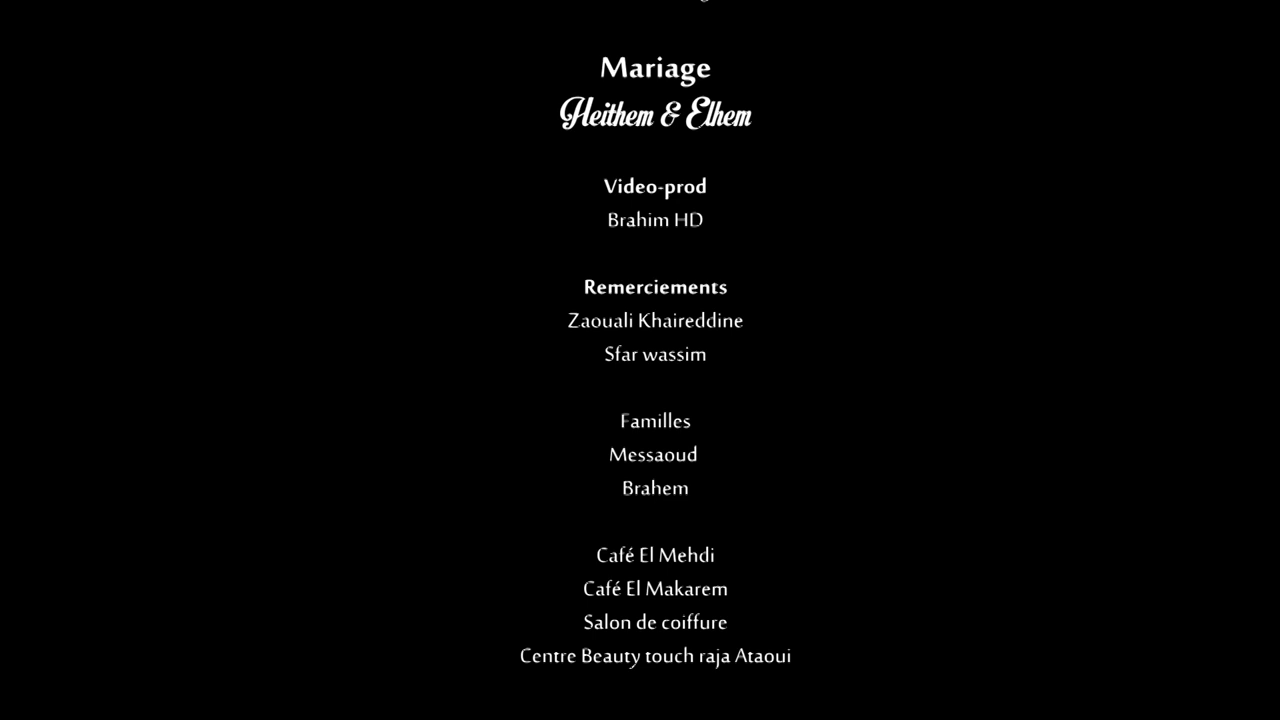 Mariage
Heithem & Elhem
Video-prod
Brahim HD
Remerciements
Zaouali Khaireddine
Sfar wassim
Familles
Messaoud
Brahem
Café El Mehdi
Café El Makarem
Salon de coiffure
Centre Beauty touch raja Ataoui